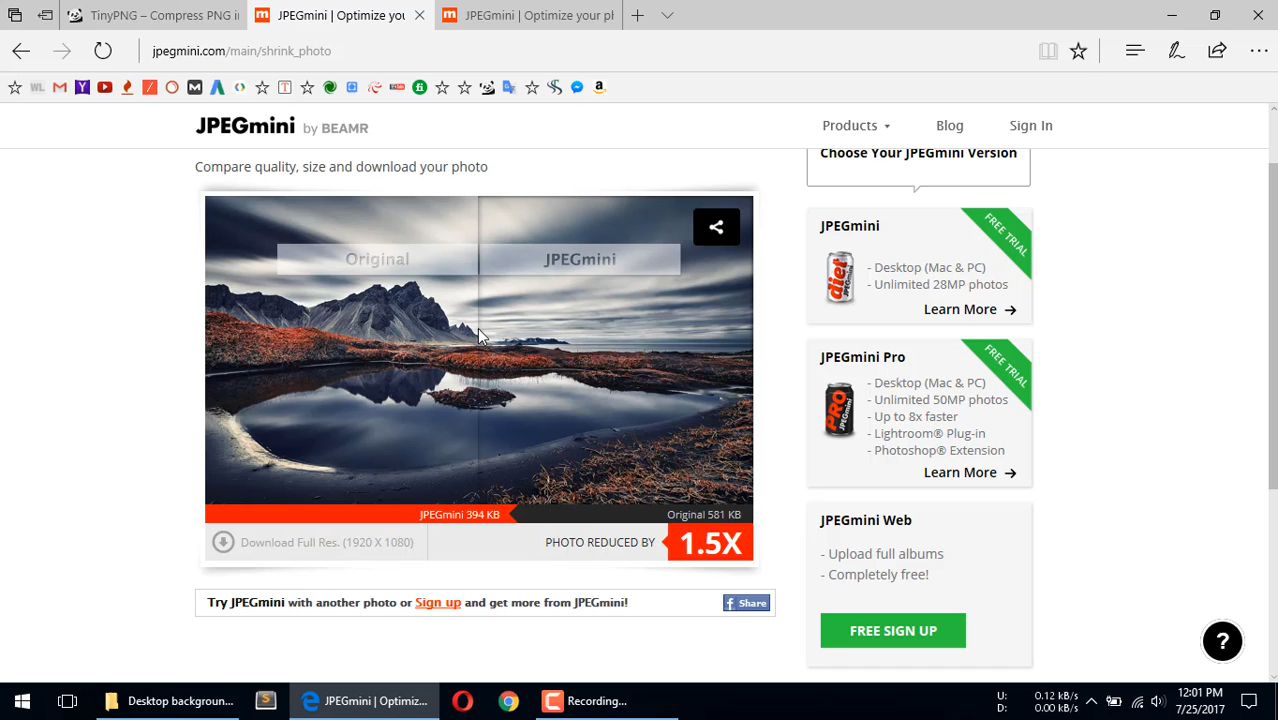 TinyPNG – Compress PNG i
JPEGmini | Optimize you
JPEGmini | Optimize your ph
jpegmini.com/main/shrink_photo
JPEGmini by BEAMR
Products
Blog
Sign In
Compare quality, size and download your photo
Original
JPEGmini
JPEGmini 394 KB
Original 581 KB
Download Full Res. (1920 X 1080)
PHOTO REDUCED BY
1.5X
Try JPEGmini with another photo or Sign up and get more from JPEGmini!
Share
Choose Your JPEGmini Version
JPEGmini
FREE TRIAL
diet
- Desktop (Mac & PC)
- Unlimited 28MP photos
Learn More
JPEGmini Pro
FREE TRIAL
PRO
- Desktop (Mac & PC)
- Unlimited 50MP photos
- Up to 8x faster
- Lightroom® Plug-in
- Photoshop® Extension
Learn More
JPEGmini Web
- Upload full albums
- Completely free!
FREE SIGN UP
?
Desktop backgroun...
JPEGmini | Optimiz...
Recording...
U: 0.12 kB/s
D: 0.00 kB/s
12:01 PM
7/25/2017